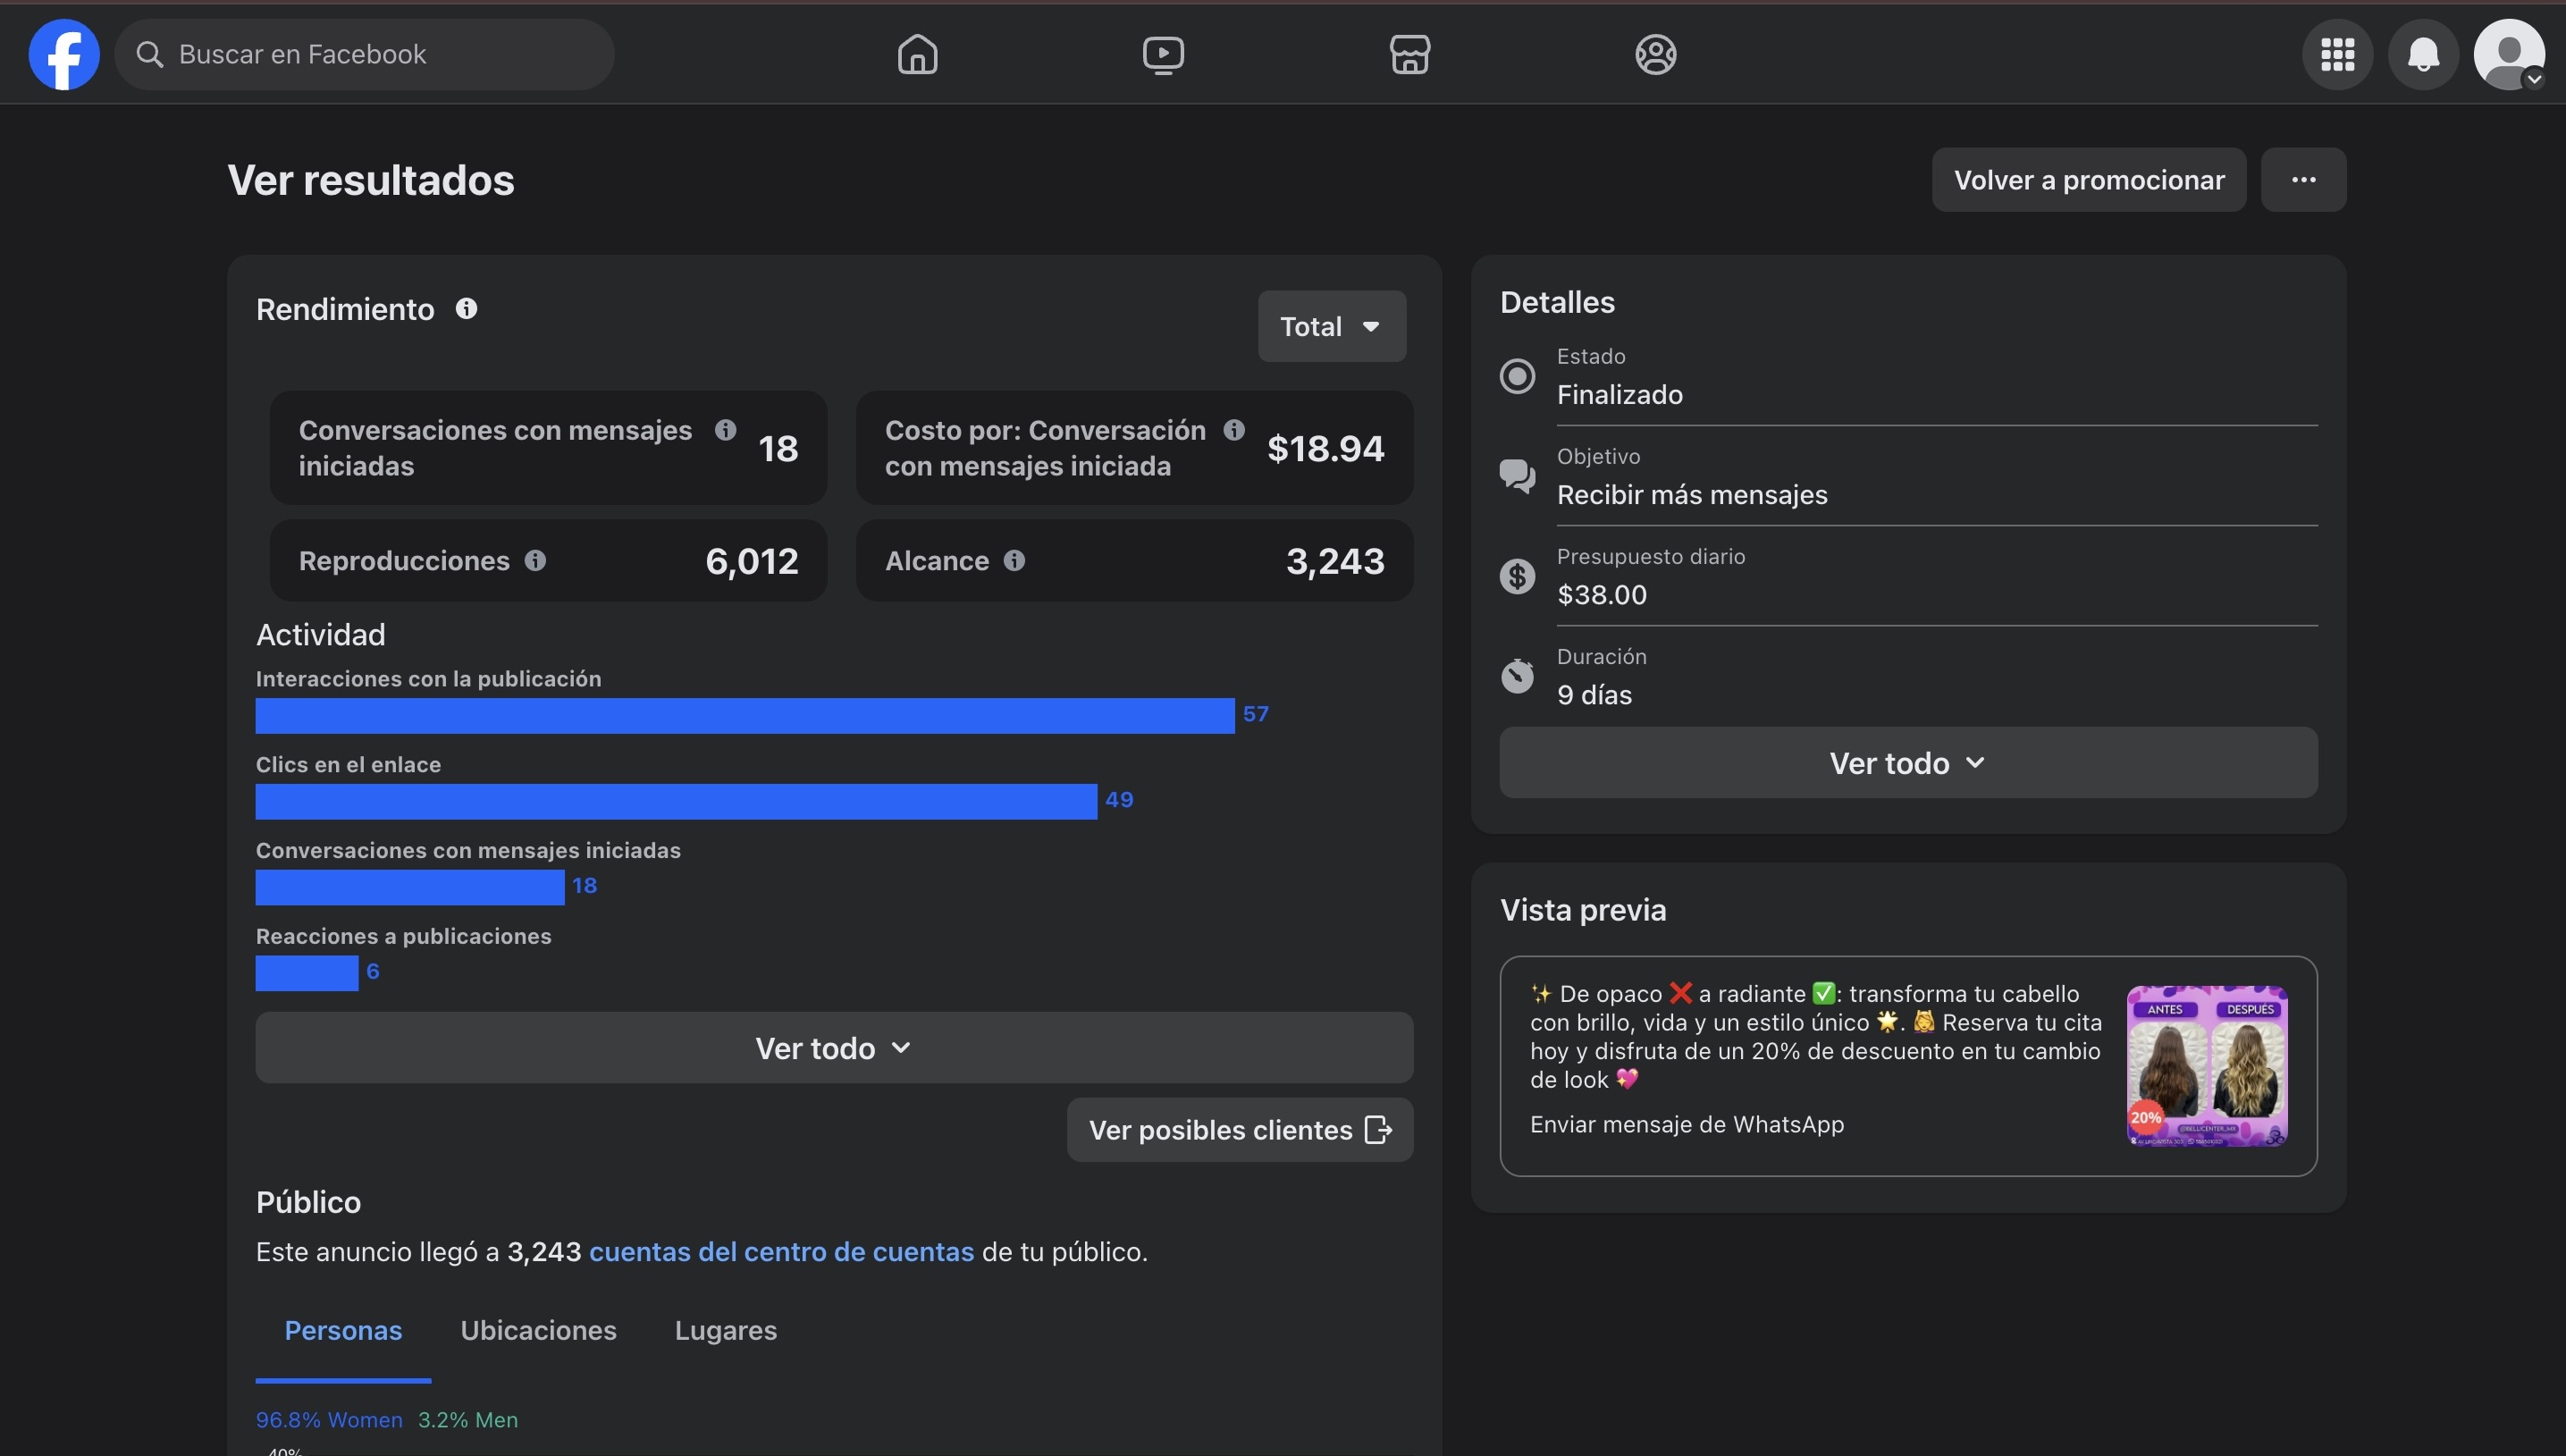 Buscar en Facebook
Ver resultados
Volver a promocionar
Rendimiento
Total
Conversaciones con mensajes
iniciadas
18
Costo por: Conversación
con mensajes iniciada
$18.94
Reproducciones
6,012
Alcance
3,243
Actividad
Interacciones con la publicación
57
Clics en el enlace
49
Conversaciones con mensajes iniciadas
18
Reacciones a publicaciones
6
Ver todo
Ver posibles clientes
Público
Este anuncio llegó a 3,243 cuentas del centro de cuentas de tu público.
Personas
Ubicaciones
Lugares
96.8% Women 3.2% Men
40%
Detalles
Estado
Finalizado
Objetivo
Recibir más mensajes
Presupuesto diario
$38.00
Duración
9 días
Ver todo
Vista previa
✨ De opaco ❌ a radiante ✅: transforma tu cabello
con brillo, vida y un estilo único 🌟. 💆 Reserva tu cita
hoy y disfruta de un 20% de descuento en tu cambio
de look 💖
Enviar mensaje de WhatsApp
ANTES
DESPUÉS
20%
@BELLICENTER_MX